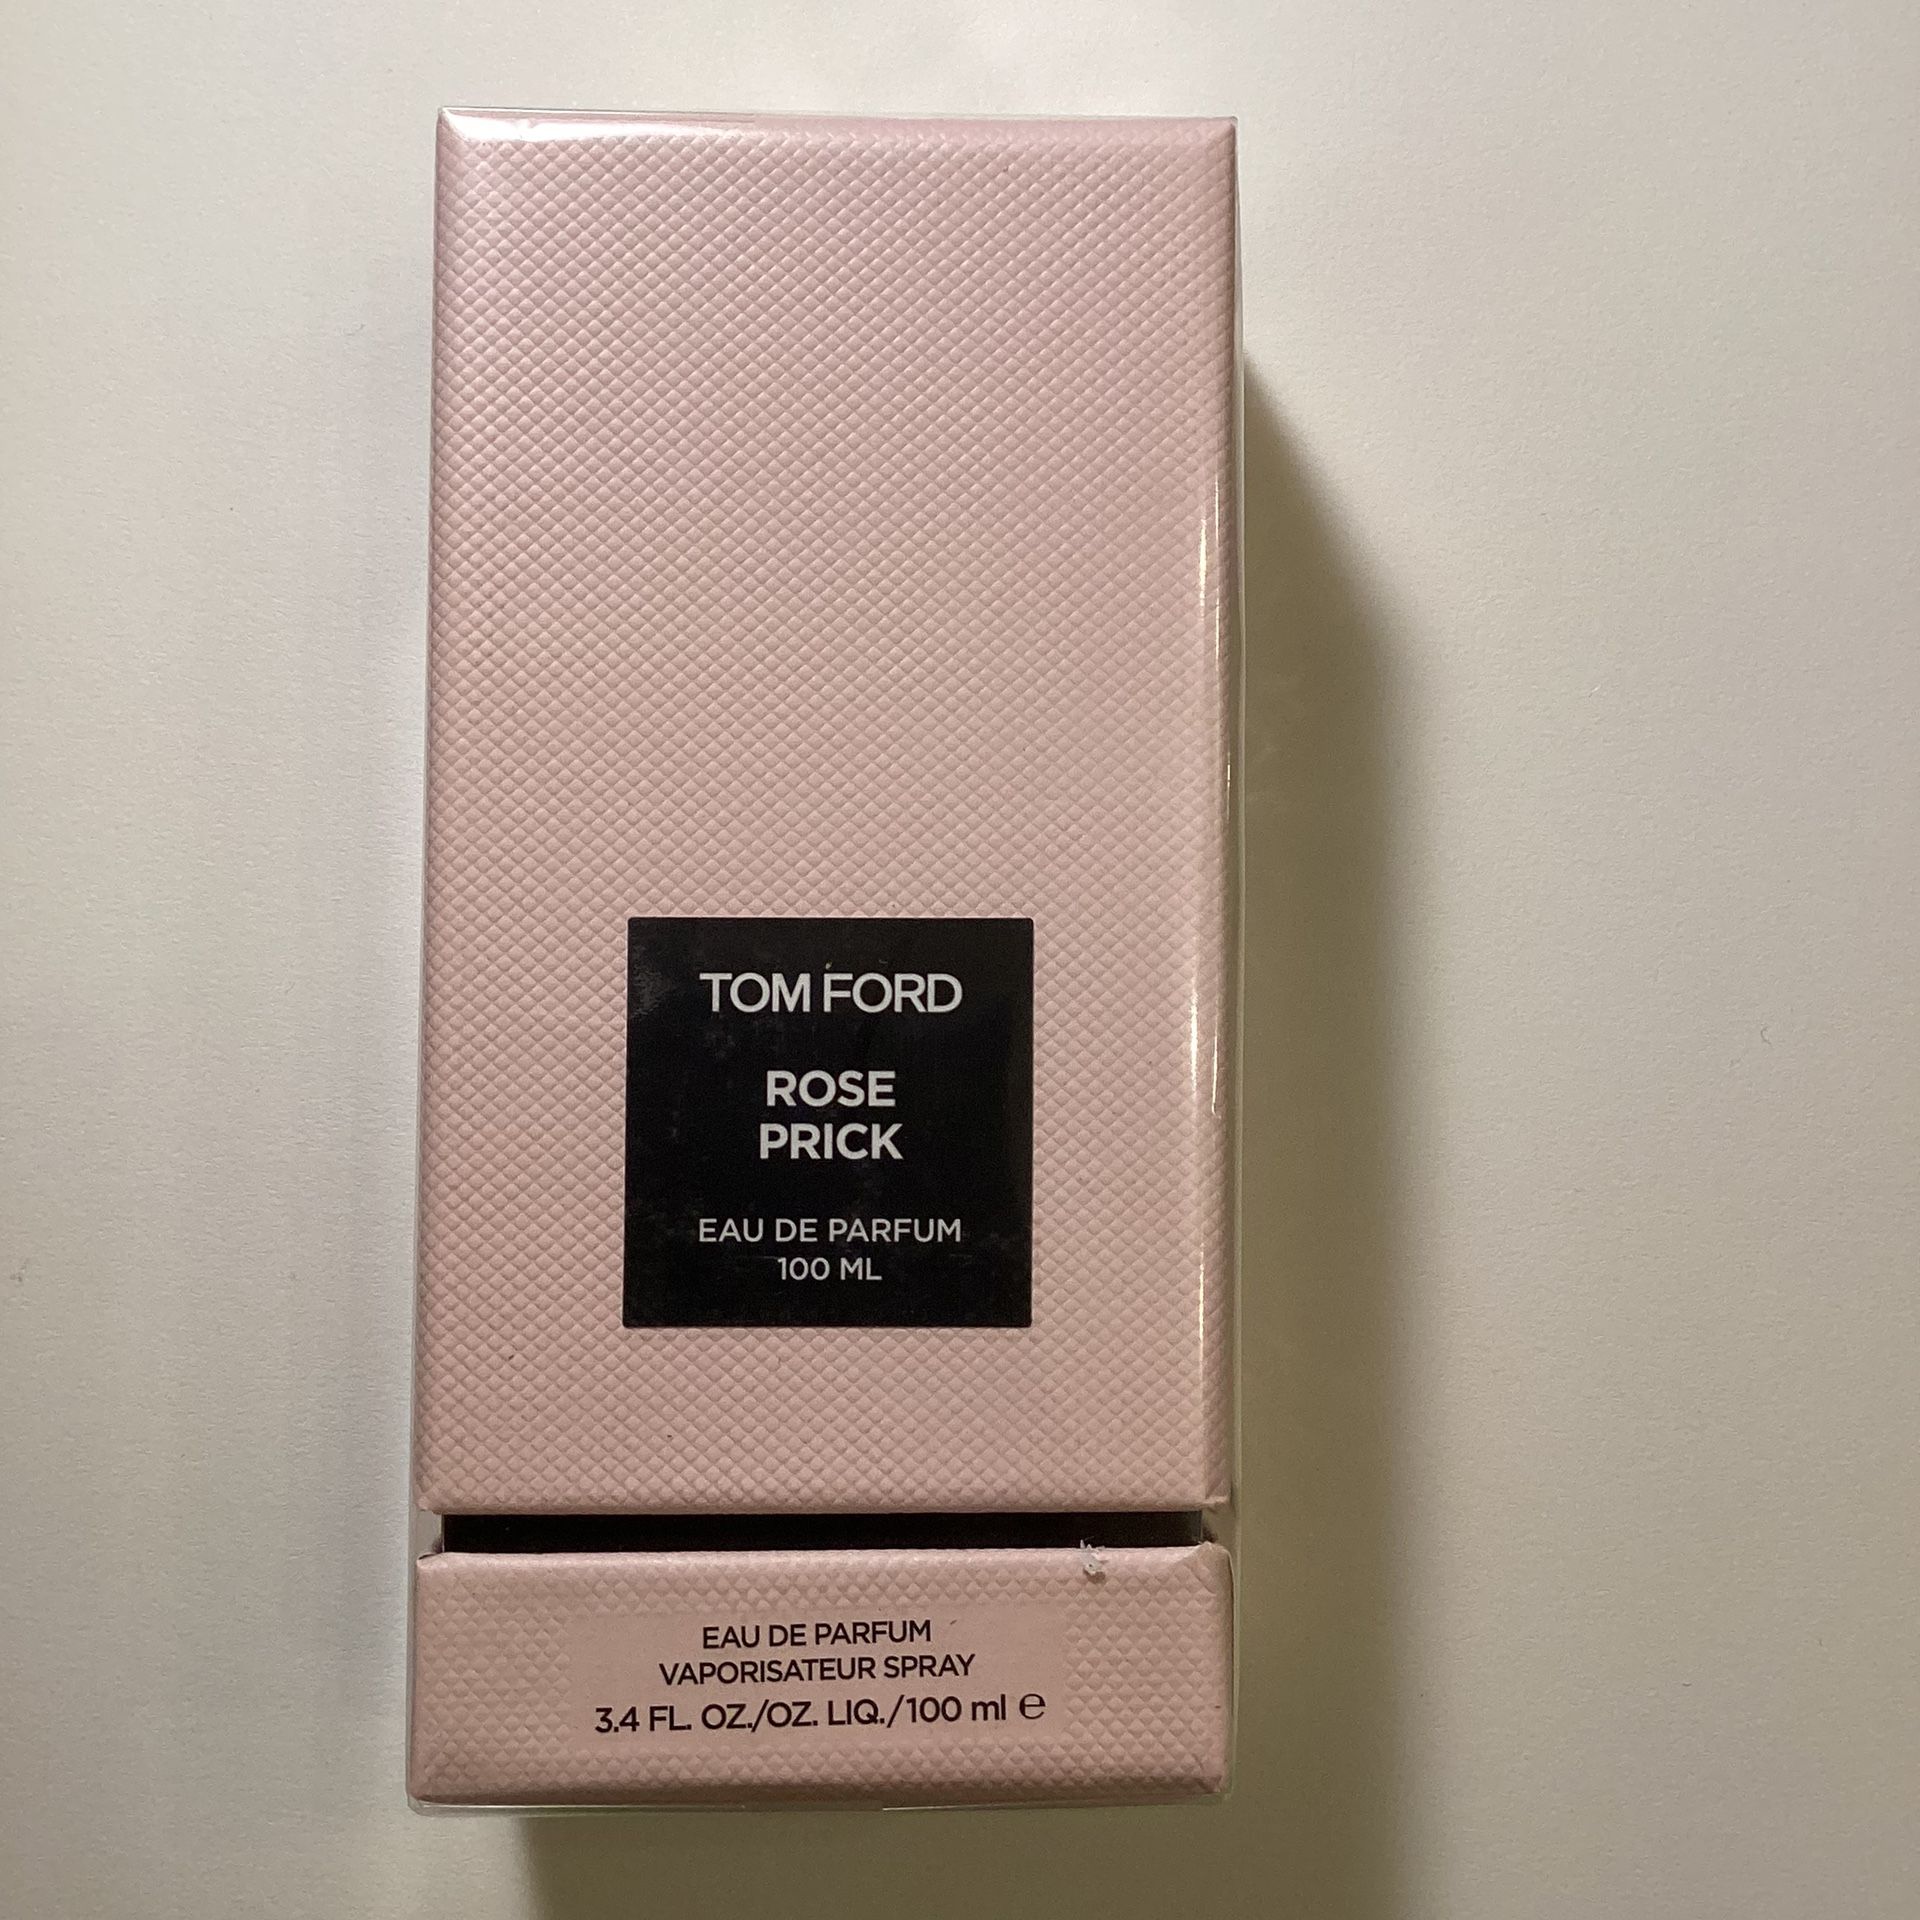 TOM FORD
ROSE
PRICK
EAU DE PARFUM
100 ML
EAU DE PARFUM
VAPORISATEUR SPRAY
3.4 FL. OZ./OZ. LIQ./100 ml ℮